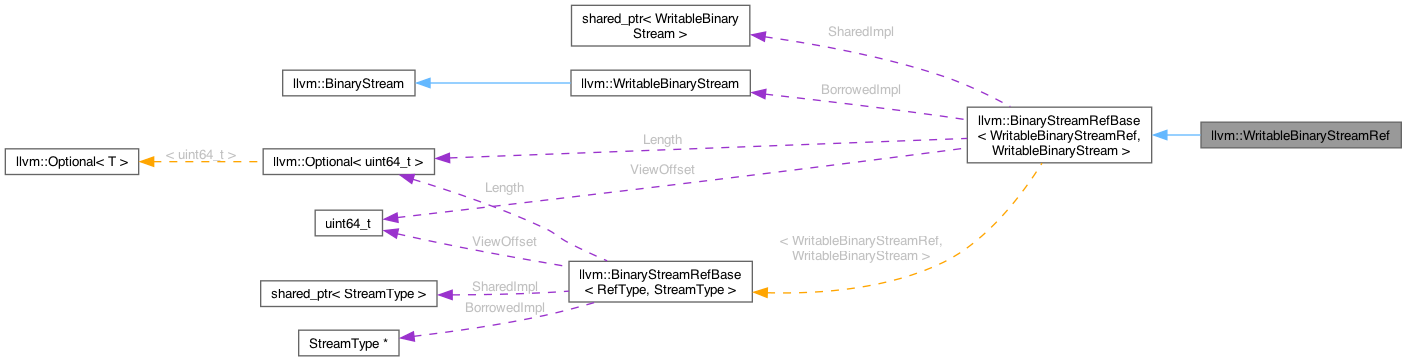 shared_ptr< WritableBinary
Stream >
SharedImpl
llvm::BinaryStream
llvm::WritableBinaryStream
BorrowedImpl
llvm::BinaryStreamRefBase
< WritableBinaryStreamRef,
WritableBinaryStream >
llvm::WritableBinaryStreamRef
Length
llvm::Optional< T >
< uint64_t >
llvm::Optional< uint64_t >
ViewOffset
Length
uint64_t
ViewOffset
< WritableBinaryStreamRef,
WritableBinaryStream >
llvm::BinaryStreamRefBase
< RefType, StreamType >
shared_ptr< StreamType >
SharedImpl
BorrowedImpl
StreamType *